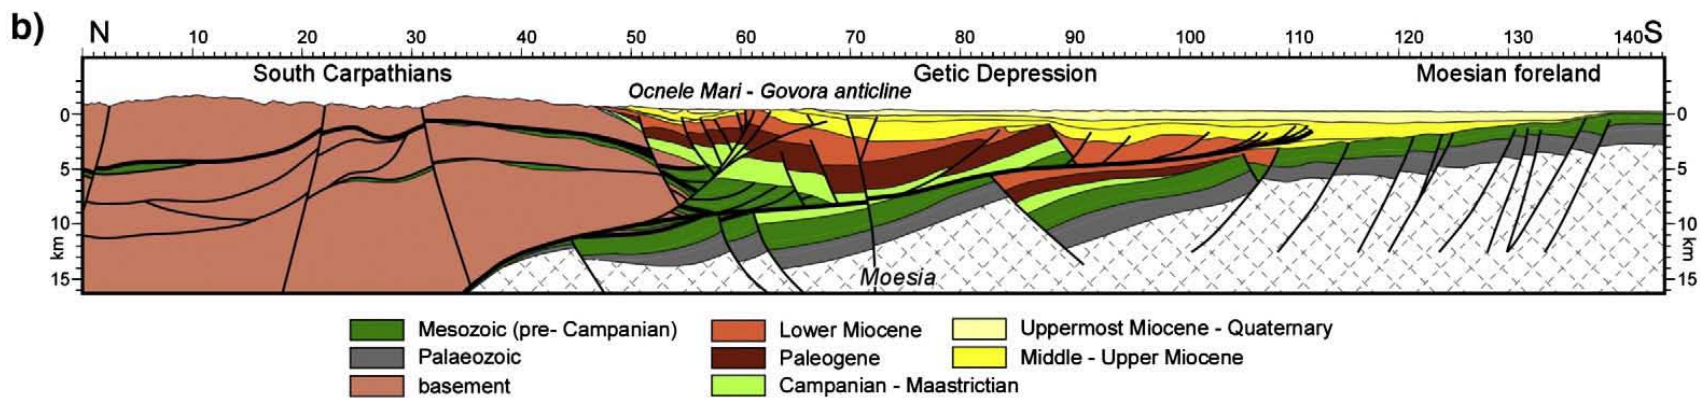 b)
N
10 20 30 40 50 60 70 80 90 100 110 120 130 140 S
South Carpathians Getic Depression Moesian foreland
Ocnele Mari - Govora anticline
0 0
5 5
10 10
km km
15 15
Moesia
Mesozoic (pre- Campanian) Lower Miocene Uppermost Miocene - Quaternary
Palaeozoic Paleogene Middle - Upper Miocene
basement Campanian - Maastrictian